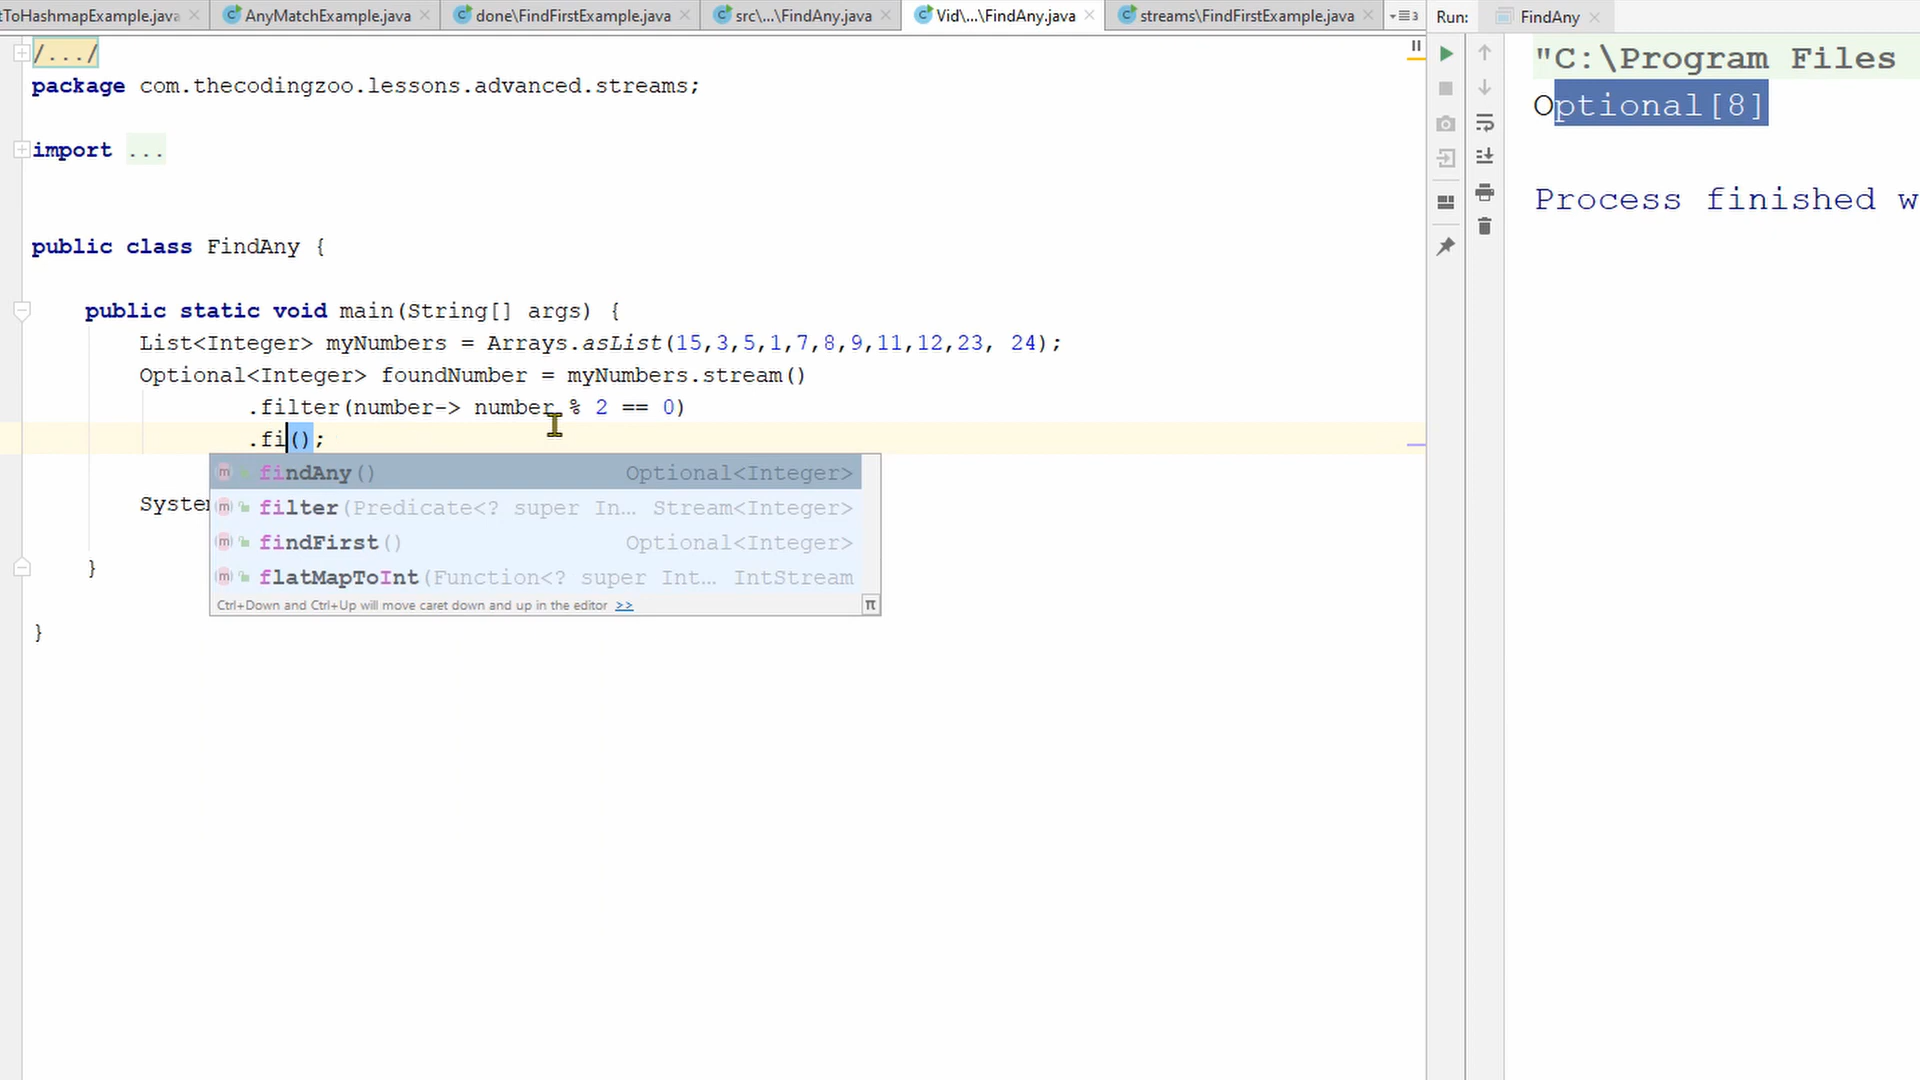 tToHashmapExample.java AnyMatchExample.java done\FindFirstExample.java src\...\FindAny.java Vid\...\FindAny.java streams\FindFirstExample.java 3 Run: FindAny
/.../
package com.thecodingzoo.lessons.advanced.streams;
import ...
public class FindAny {
public static void main(String[] args) {
List<Integer> myNumbers = Arrays.asList(15,3,5,1,7,8,9,11,12,23, 24);
Optional<Integer> foundNumber = myNumbers.stream()
.filter(number-> number % 2 == 0)
.fi();
findAny() Optional<Integer>
filter(Predicate<? super In... Stream<Integer>
findFirst() Optional<Integer>
flatMapToInt(Function<? super Int... IntStream
Ctrl+Down and Ctrl+Up will move caret down and up in the editor >> π
System
}
}
"C:\Program Files
Optional[8]
Process finished w